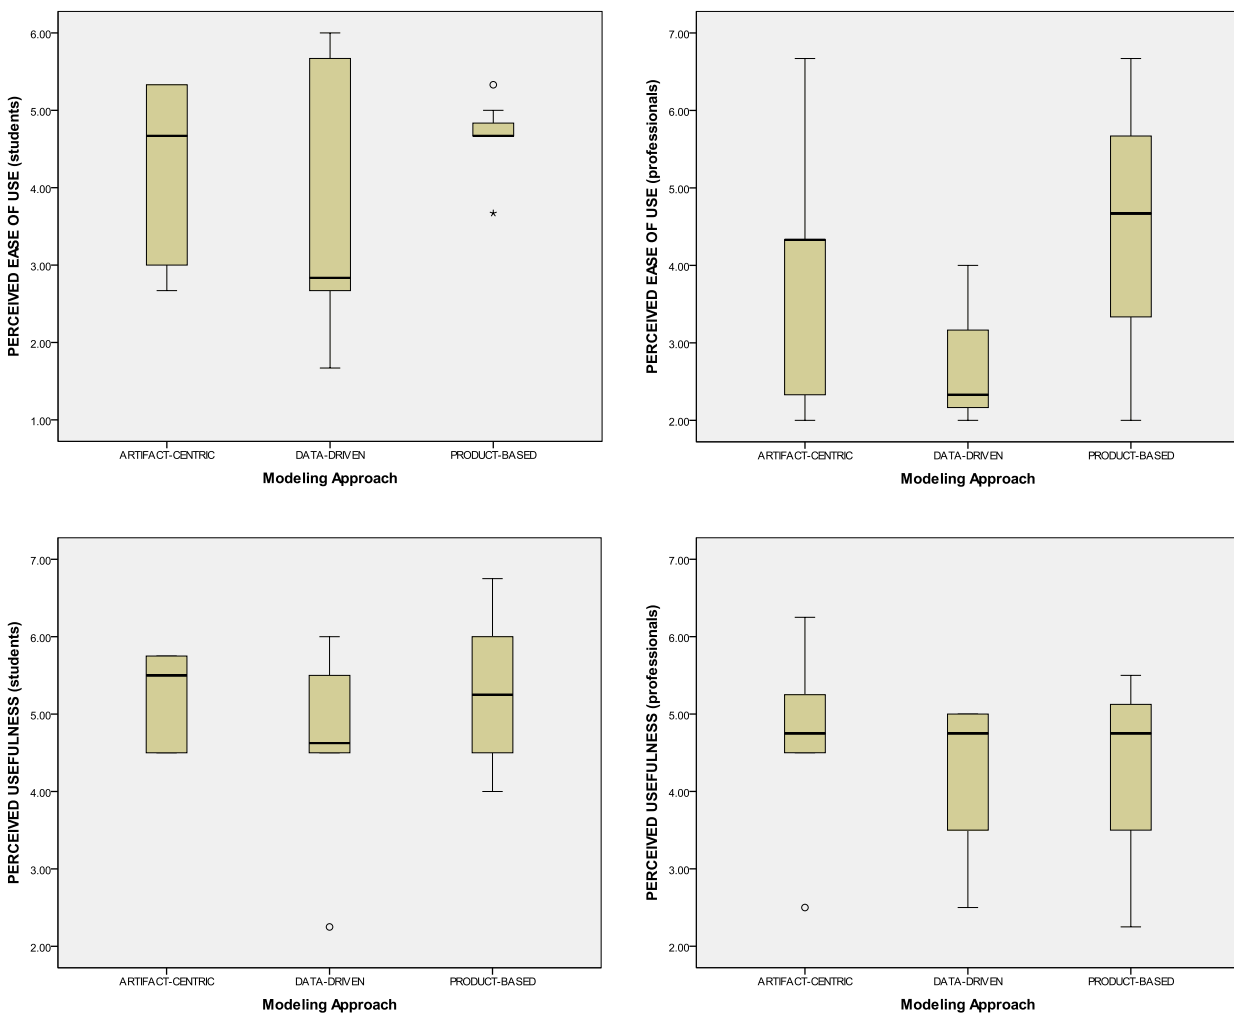 PERCEIVED EASE OF USE (students)
6.00
5.00
4.00
3.00
2.00
1.00
ARTIFACT-CENTRIC DATA-DRIVEN PRODUCT-BASED
Modeling Approach
PERCEIVED EASE OF USE (professionals)
7.00
6.00
5.00
4.00
3.00
2.00
ARTIFACT-CENTRIC DATA-DRIVEN PRODUCT-BASED
Modeling Approach
PERCEIVED USEFULNESS (students)
7.00
6.00
5.00
4.00
3.00
2.00
ARTIFACT-CENTRIC DATA-DRIVEN PRODUCT-BASED
Modeling Approach
PERCEIVED USEFULNESS (professionals)
7.00
6.00
5.00
4.00
3.00
2.00
ARTIFACT-CENTRIC DATA-DRIVEN PRODUCT-BASED
Modeling Approach